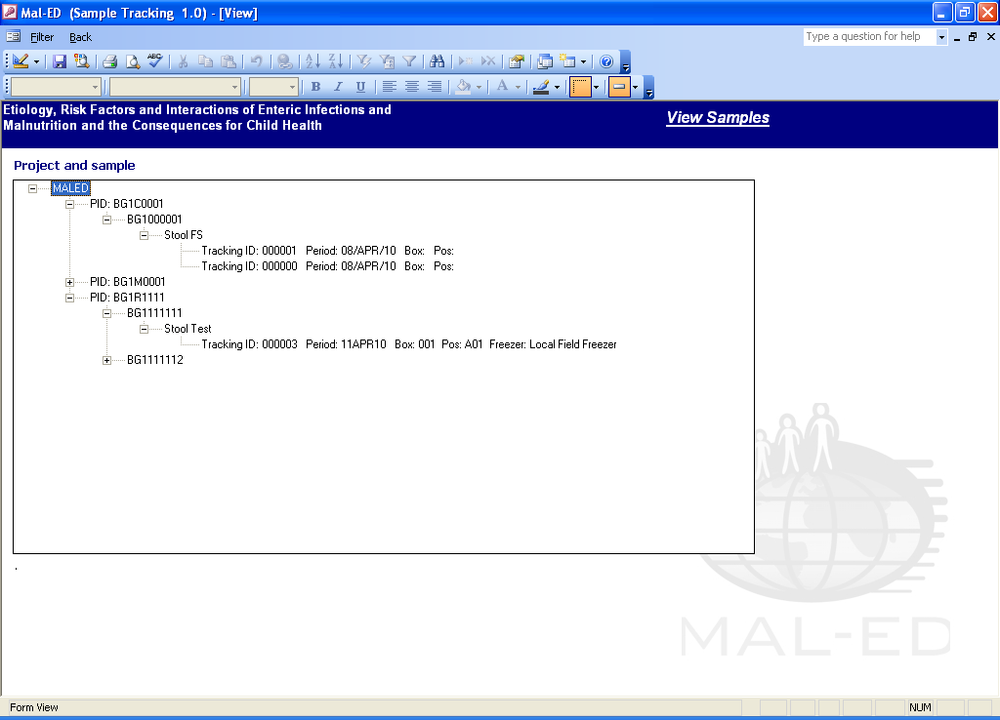 Mal-ED (Sample Tracking 1.0) - [View]
Filter Back
Type a question for help
ABC
A Z
Z A
B I U
A
Etiology, Risk Factors and Interactions of Enteric Infections and
Malnutrition and the Consequences for Child Health
View Samples
Project and sample
MALED
PID: BG1C0001
BG1000001
Stool FS
Tracking ID: 000001 Period: 08/APR/10 Box: Pos:
Tracking ID: 000000 Period: 08/APR/10 Box: Pos:
PID: BG1M0001
PID: BG1R1111
BG1111111
Stool Test
Tracking ID: 000003 Period: 11APR10 Box: 001 Pos: A01 Freezer: Local Field Freezer
BG1111112
MAL-ED
Form View
NUM